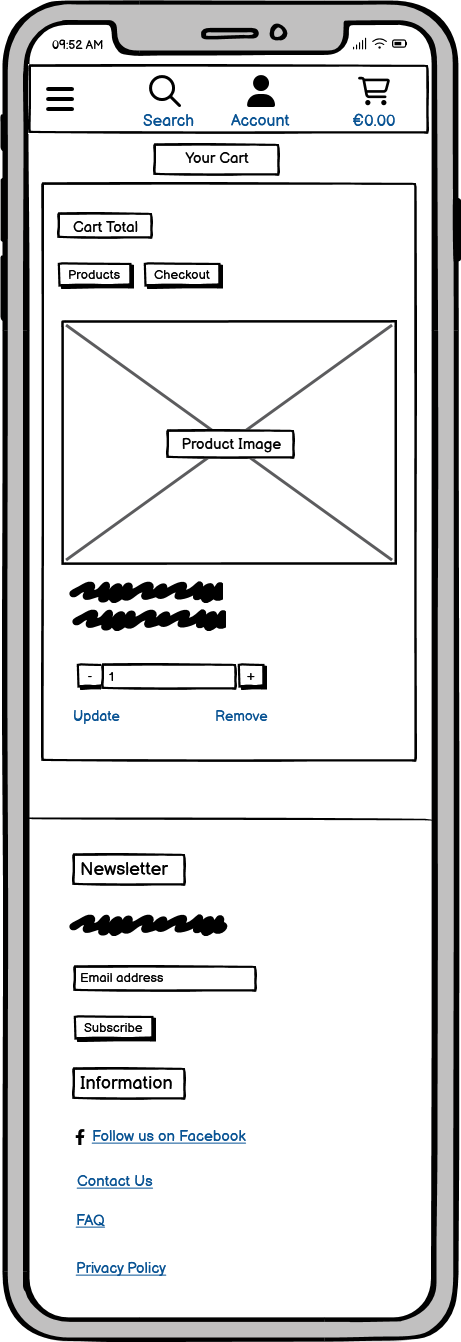 09:52 AM
Search Account €0.00
Your Cart
Cart Total
Products Checkout
Product Image
- 1 +
Update Remove
Newsletter
Email address
Subscribe
Information
Follow us on Facebook
Contact Us
FAQ
Privacy Policy